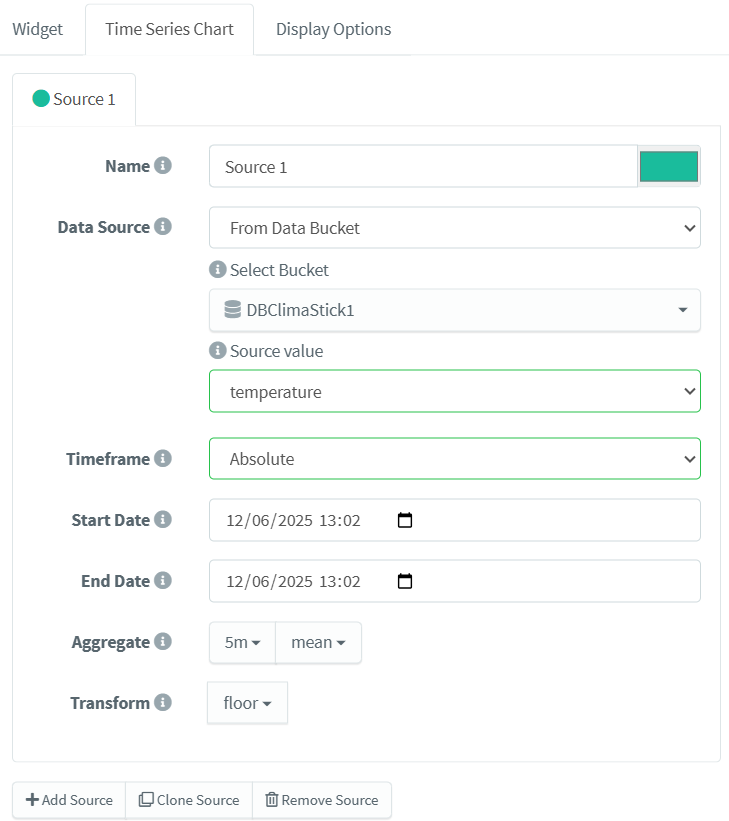 Widget Time Series Chart Display Options
Source 1
Name Source 1
Data Source From Data Bucket
Select Bucket
DBClimaStick1
Source value
temperature
Timeframe Absolute
Start Date 12/06/2025 13:02
End Date 12/06/2025 13:02
Aggregate 5m mean
Transform floor
Add Source Clone Source Remove Source